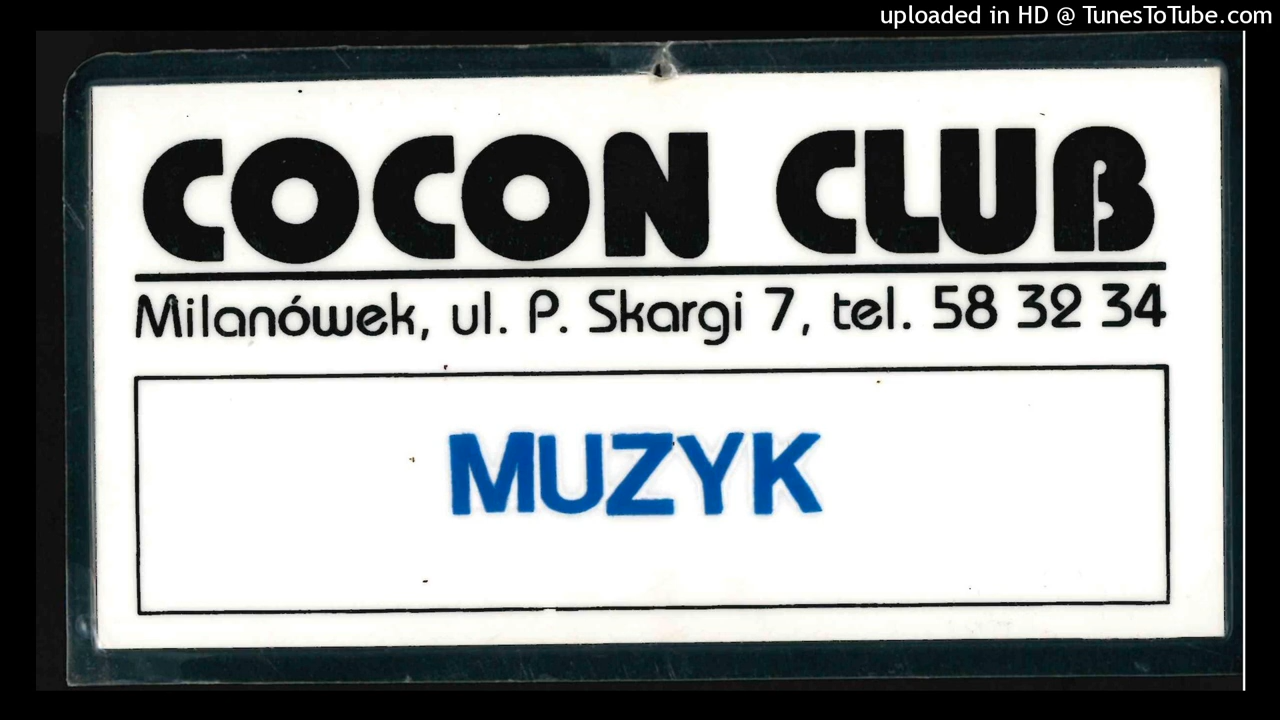 uploaded in HD @ TunesToTube.com
COCON CLUB
Milanówek, ul. P. Skargi 7, tel. 58 32 34
MUZYK